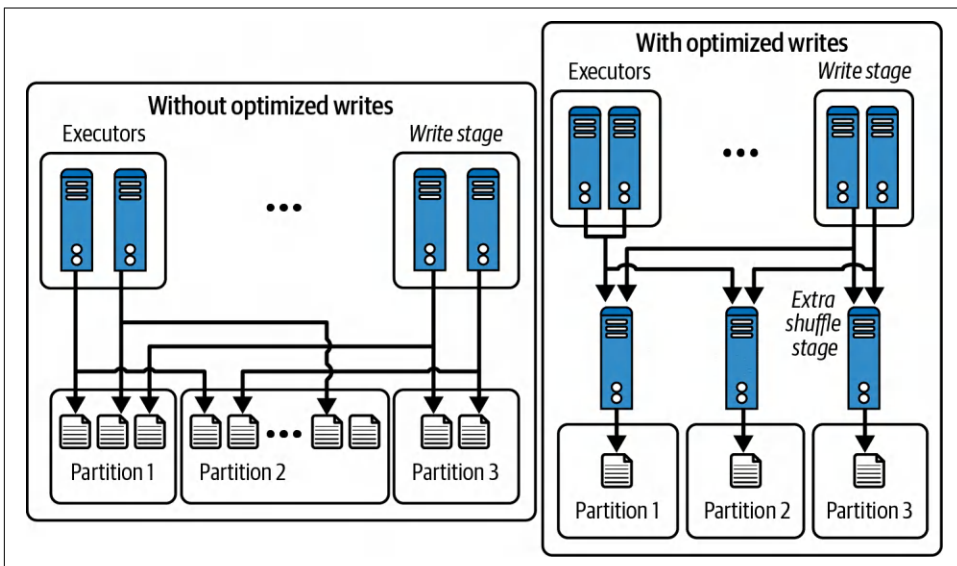 Without optimized writes
Executors
Write stage
•••
•••
Partition 1
Partition 2
Partition 3
With optimized writes
Executors
Write stage
•••
Extra
shuffle
stage
Partition 1
Partition 2
Partition 3